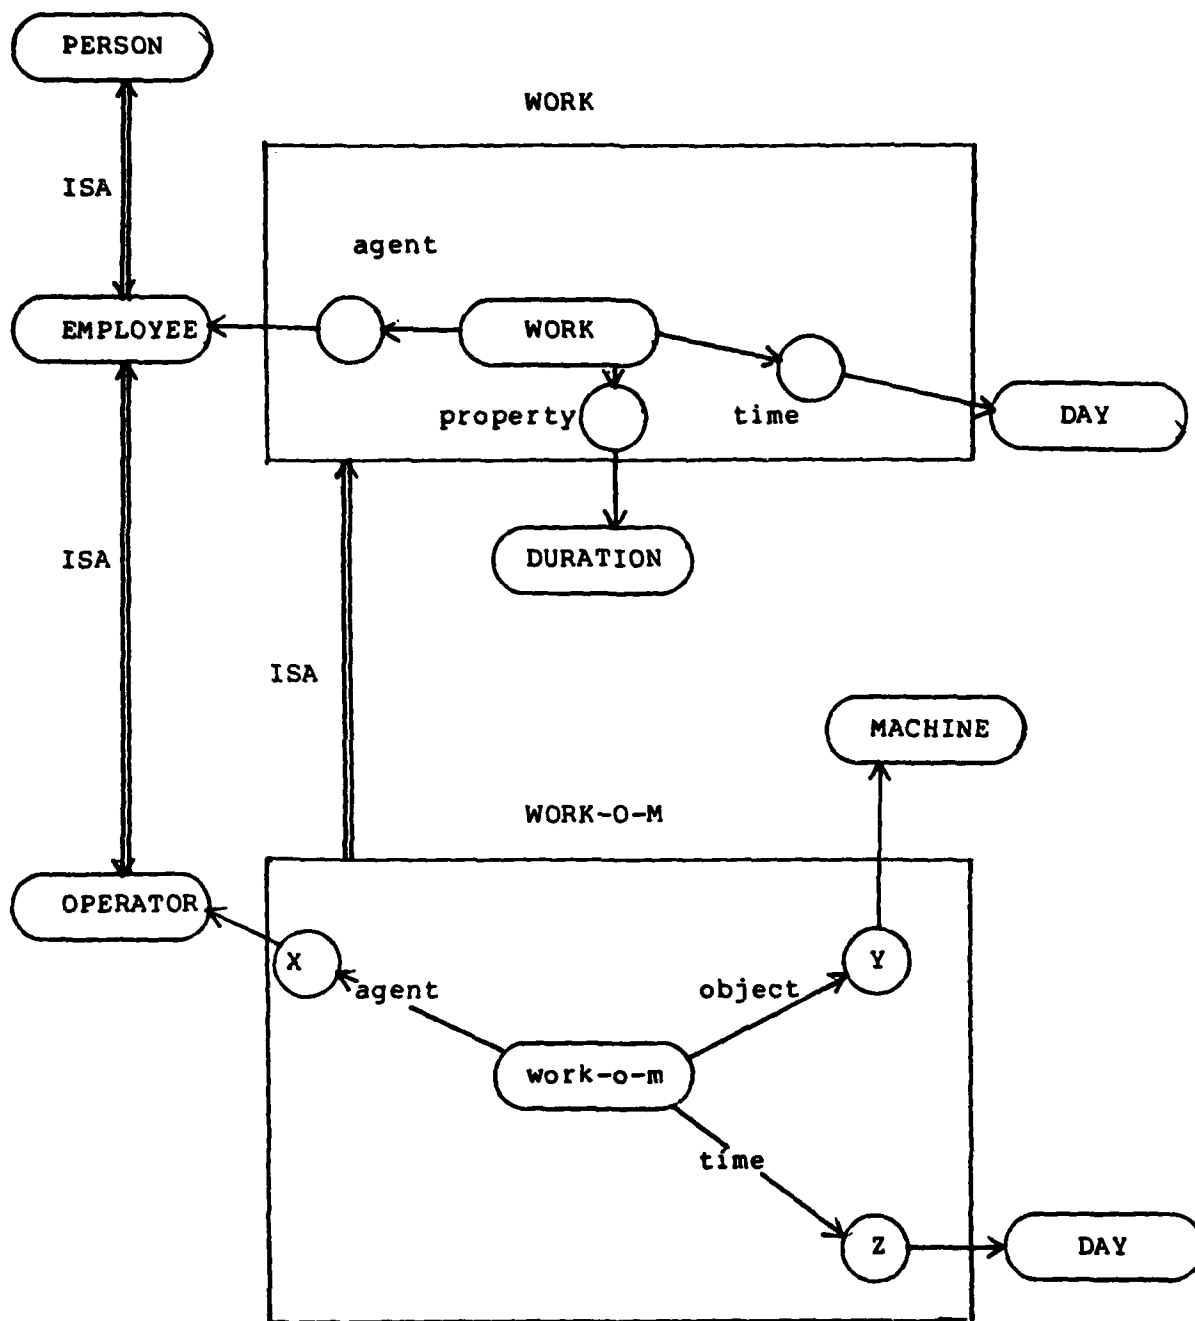 PERSON
WORK
ISA
agent
EMPLOYEE
WORK
property
time
DAY
ISA
DURATION
ISA
MACHINE
WORK-O-M
OPERATOR
X
Y
agent
object
work-o-m
time
Z
DAY